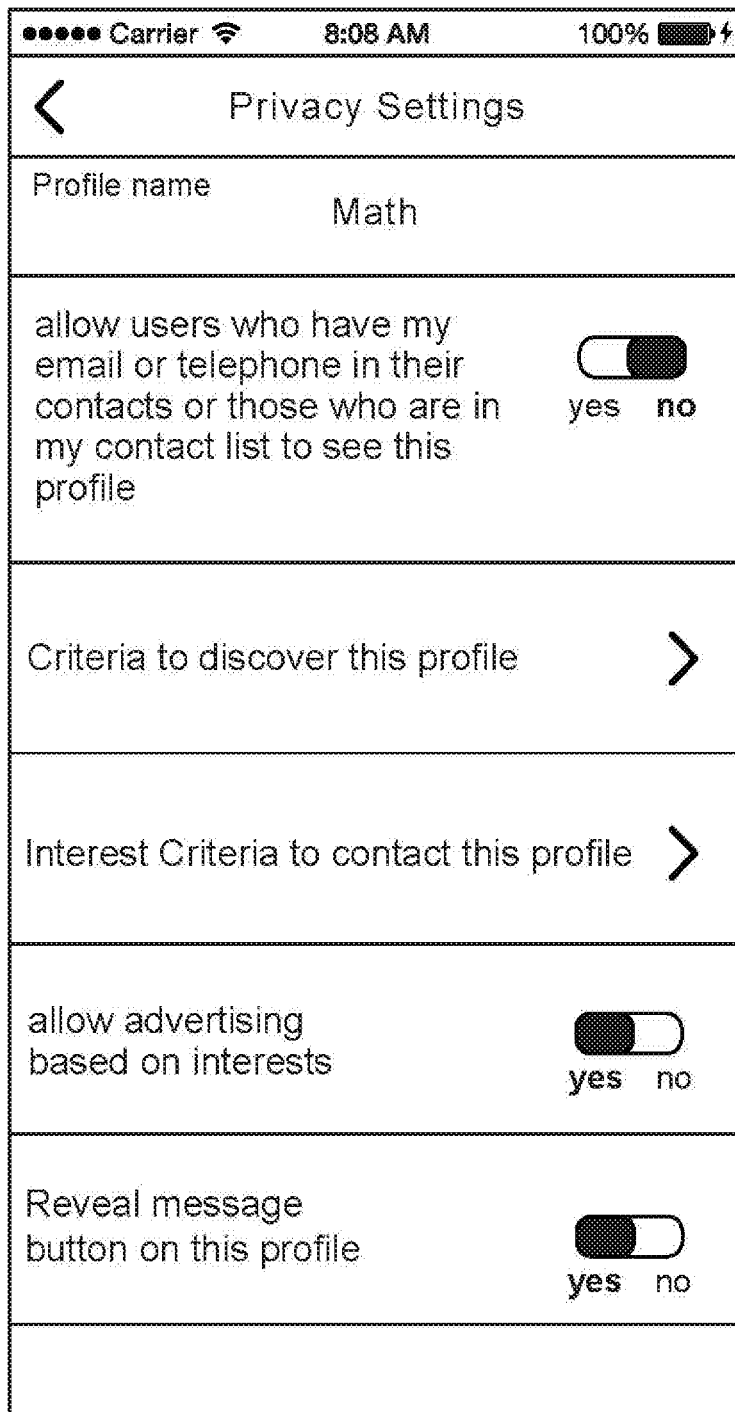 Carrier 8:08 AM 100%
Privacy Settings
Profile name
Math
allow users who have my
email or telephone in their
contacts or those who are in
my contact list to see this
profile
yes no
Criteria to discover this profile
Interest Criteria to contact this profile
allow advertising
based on interests
yes no
Reveal message
button on this profile
yes no